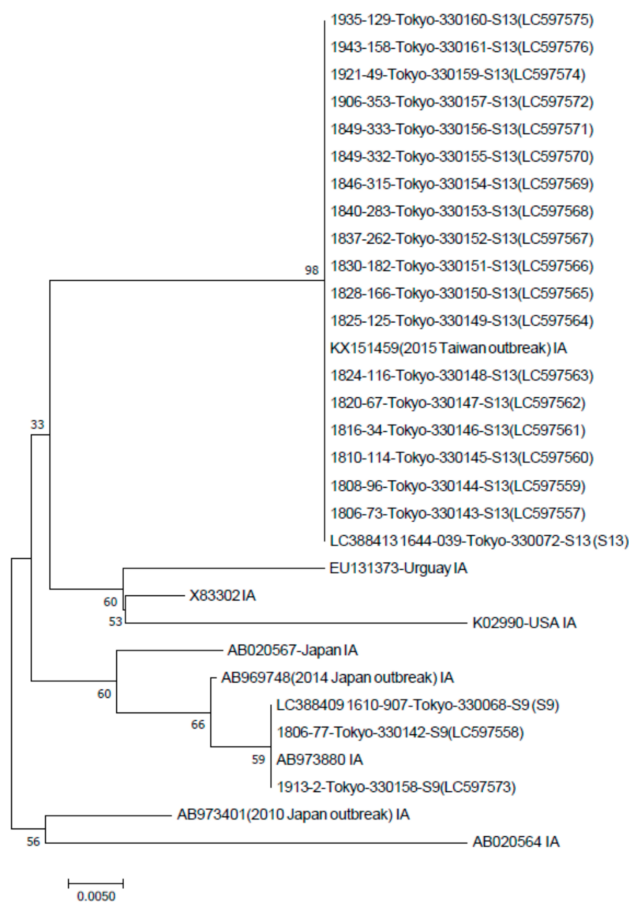 1935-129-Tokyo-330160-S13(LC597575)
1943-158-Tokyo-330161-S13(LC597576)
1921-49-Tokyo-330159-S13(LC597574)
1906-353-Tokyo-330157-S13(LC597572)
1849-333-Tokyo-330156-S13(LC597571)
1849-332-Tokyo-330155-S13(LC597570)
1846-315-Tokyo-330154-S13(LC597569)
1840-283-Tokyo-330153-S13(LC597568)
1837-262-Tokyo-330152-S13(LC597567)
1830-182-Tokyo-330151-S13(LC597566)
98
1828-166-Tokyo-330150-S13(LC597565)
1825-125-Tokyo-330149-S13(LC597564)
KX151459(2015 Taiwan outbreak) IA
1824-116-Tokyo-330148-S13(LC597563)
1820-67-Tokyo-330147-S13(LC597562)
33
1816-34-Tokyo-330146-S13(LC597561)
1810-114-Tokyo-330145-S13(LC597560)
1808-96-Tokyo-330144-S13(LC597559)
1806-73-Tokyo-330143-S13(LC597557)
LC388413 1644-039-Tokyo-330072-S13 (S13)
EU131373-Urguay IA
60
X83302 IA
53
K02990-USA IA
AB020567-Japan IA
60
AB969748(2014 Japan outbreak) IA
66
LC388409 1610-907-Tokyo-330068-S9 (S9)
1806-77-Tokyo-330142-S9(LC597558)
59
AB973880 IA
1913-2-Tokyo-330158-S9(LC597573)
AB973401(2010 Japan outbreak) IA
56
AB020564 IA
0.0050